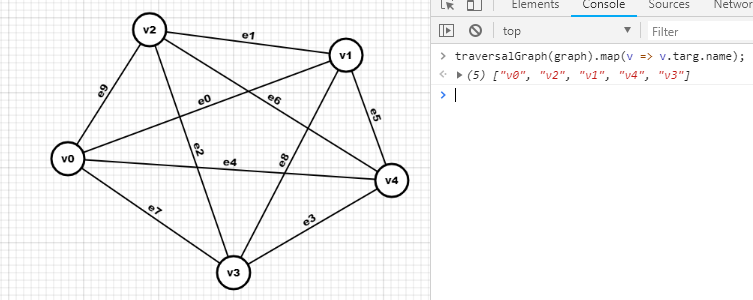 v2
e1
v1
e9
e0
e6
e5
v0
e2
e4
e8
v4
e7
e3
v3
Elements Console Sources Network
top ▼ Filter
> traversalGraph(graph).map(v => v.targ.name);
(5) ["v0", "v2", "v1", "v4", "v3"]
>